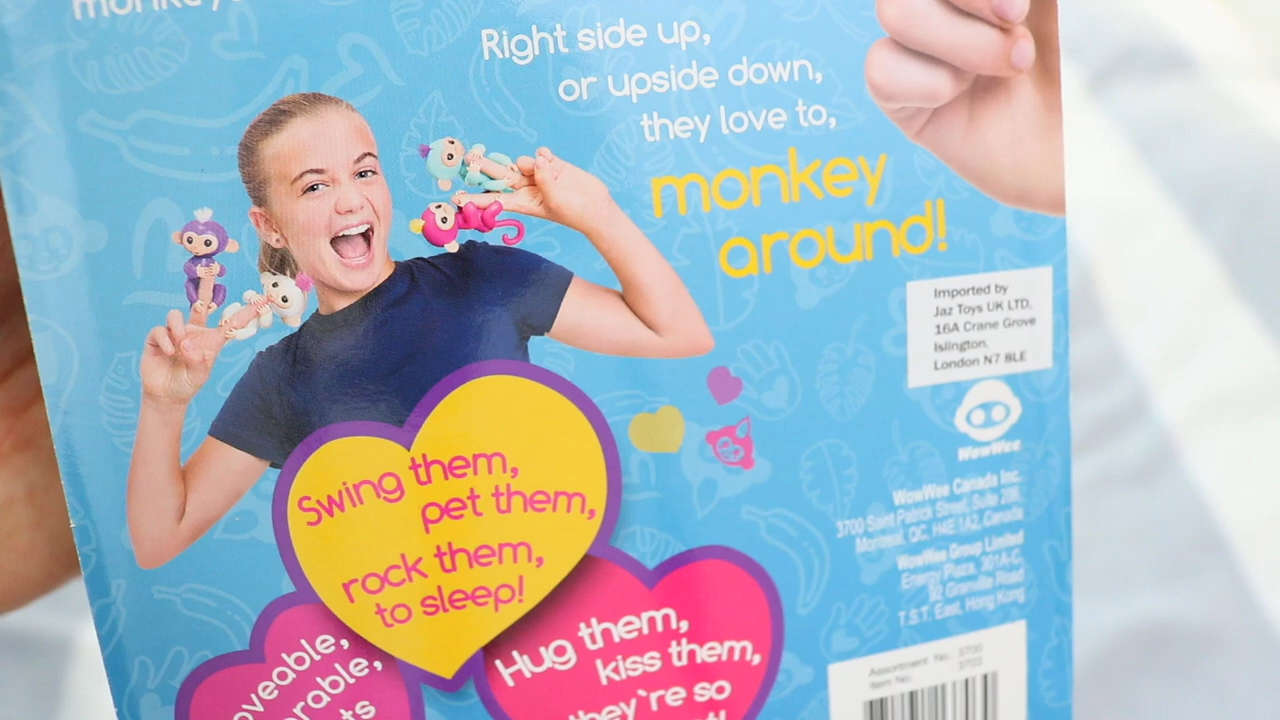 Right side up,
or upside down,
they love to,
monkey
around!
Imported by
Jaz Toys UK LTD,
16A Crane Grove
Islington,
London N7 8LE
WowWee
WowWee Canada Inc.
3700 Saint Patrick Street, Suite 206,
Montreal, QC, H4E 1A2, Canada
WowWee Group Limited
Energy Plaza, 301A-C,
92 Granville Road
T.S.T. East, Hong Kong
Swing them,
pet them,
rock them,
to sleep!
Hug them,
kiss them,
they`re so
Assortment No.: 3700
Item No.: 3703